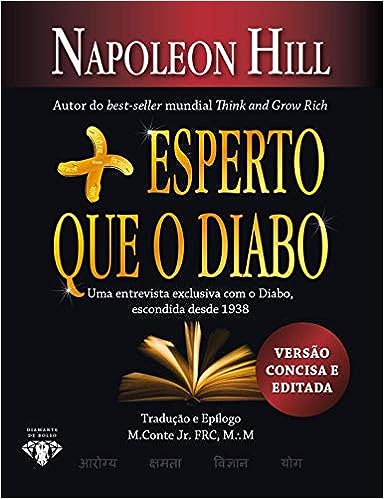 NAPOLEON HILL
Autor do best-seller mundial Think and Grow Rich
+ ESPERTO
QUE O DIABO
Uma entrevista exclusiva com o Diabo,
escondida desde 1938
VERSÃO
CONCISA E
EDITADA
Tradução e Epílogo
M.Conte Jr. FRC, M∴M
DIAMANTE
DE BOLSO
आरोग्य क्षमता विज्ञान योग